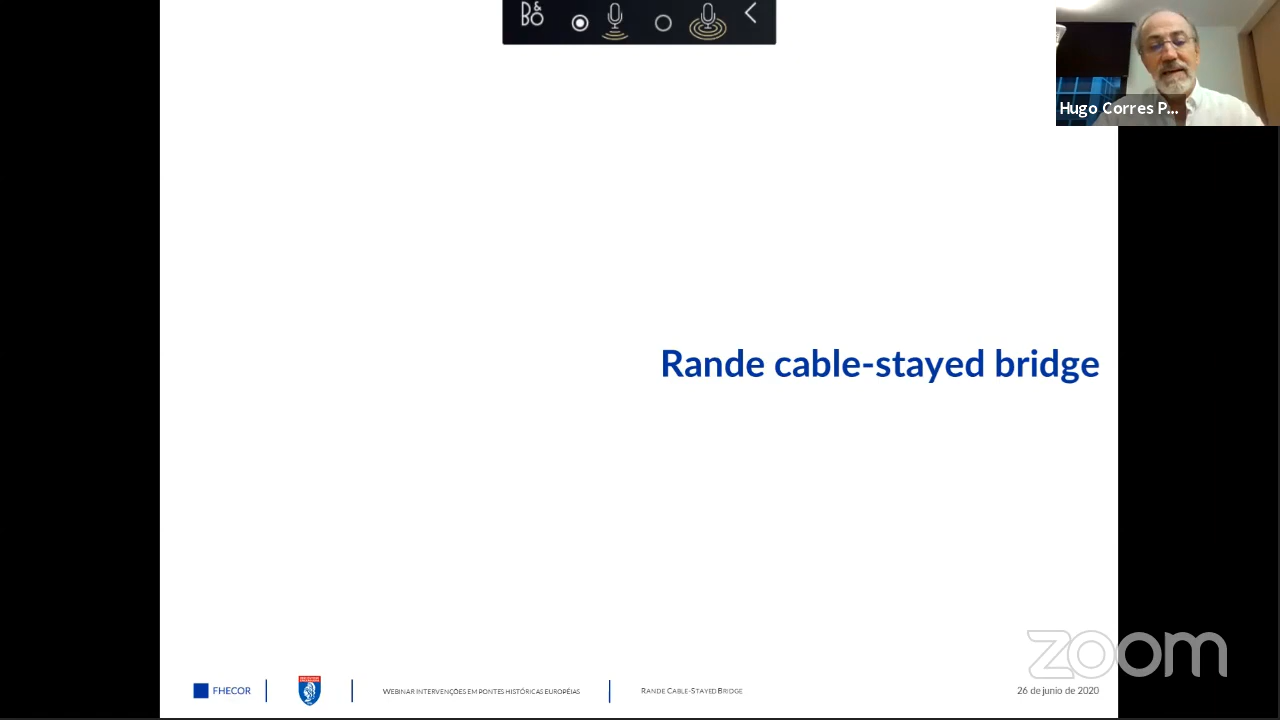 B&O
Hugo Corres P...
Rande cable-stayed bridge
zoom
FHECOR
WEBINAR INTERVENÇÕES EM PONTES HISTÓRICAS EUROPÉIAS
RANDE CABLE-STAYED BRIDGE
26 de junio de 2020